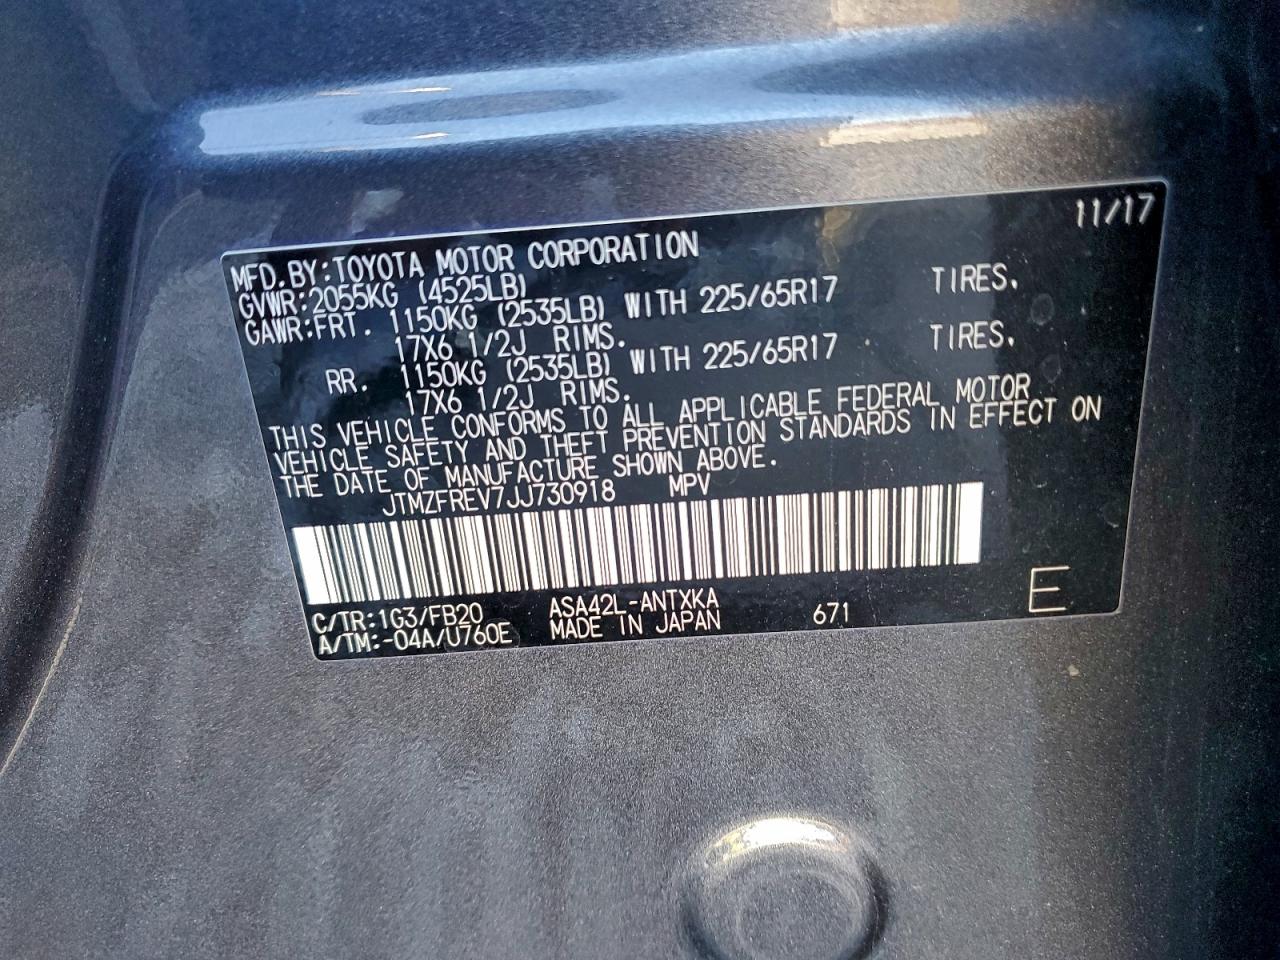 11/17
MFD.BY:TOYOTA MOTOR CORPORATION
GVWR:2055KG (4525LB)
GAWR:FRT. 1150KG (2535LB) WITH 225/65R17 TIRES.
17X6 1/2J RIMS.
RR. 1150KG (2535LB) WITH 225/65R17 TIRES.
17X6 1/2J RIMS.
THIS VEHICLE CONFORMS TO ALL APPLICABLE FEDERAL MOTOR
VEHICLE SAFETY AND THEFT PREVENTION STANDARDS IN EFFECT ON
THE DATE OF MANUFACTURE SHOWN ABOVE.
JTMZFREV7JJ730918 MPV
C/TR:1G3/FB20 ASA42L-ANTXKA
A/TM:-04A/U760E MADE IN JAPAN 671 E